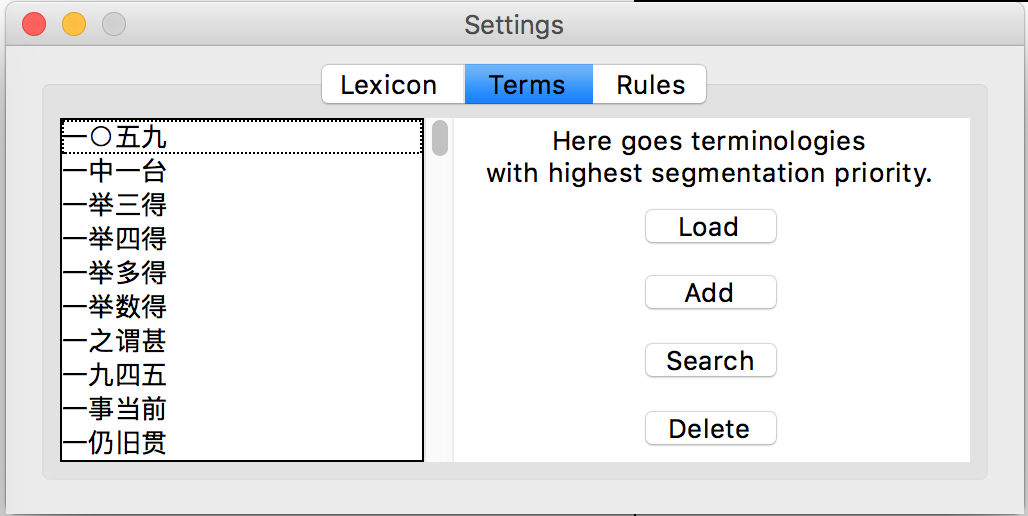 Settings
Lexicon Terms Rules
一〇五九
一中一台
一举三得
一举四得
一举多得
一举数得
一之谓甚
一九四五
一事当前
一仍旧贯
Here goes terminologies
with highest segmentation priority.
Load
Add
Search
Delete